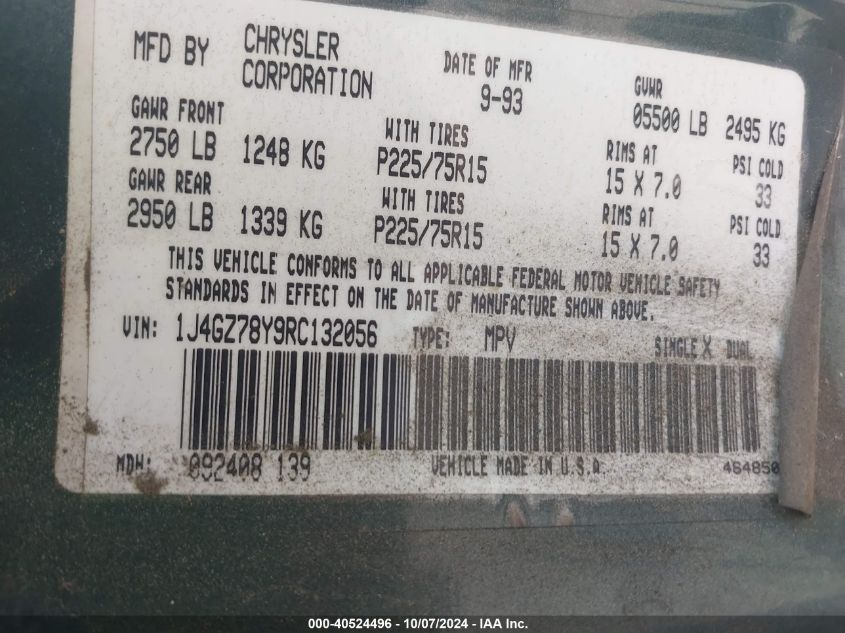 MFD BY CHRYSLER CORPORATION DATE OF MFR 9-93 GVWR 05500 LB 2495 KG
GAWR FRONT 2750 LB 1248 KG WITH TIRES P225/75R15 RIMS AT 15 X 7.0 PSI COLD 33
GAWR REAR 2950 LB 1339 KG WITH TIRES P225/75R15 RIMS AT 15 X 7.0 PSI COLD 33
THIS VEHICLE CONFORMS TO ALL APPLICABLE FEDERAL MOTOR VEHICLE SAFETY
STANDARDS IN EFFECT ON THE DATE OF MANUFACTURE SHOWN ABOVE.
VIN: 1J4GZ78Y9RC132056 TYPE: MPV SINGLE X DUAL
MDH: 092408 139 VEHICLE MADE IN U.S.A. 464850
000-40524496 - 10/07/2024 - IAA Inc.